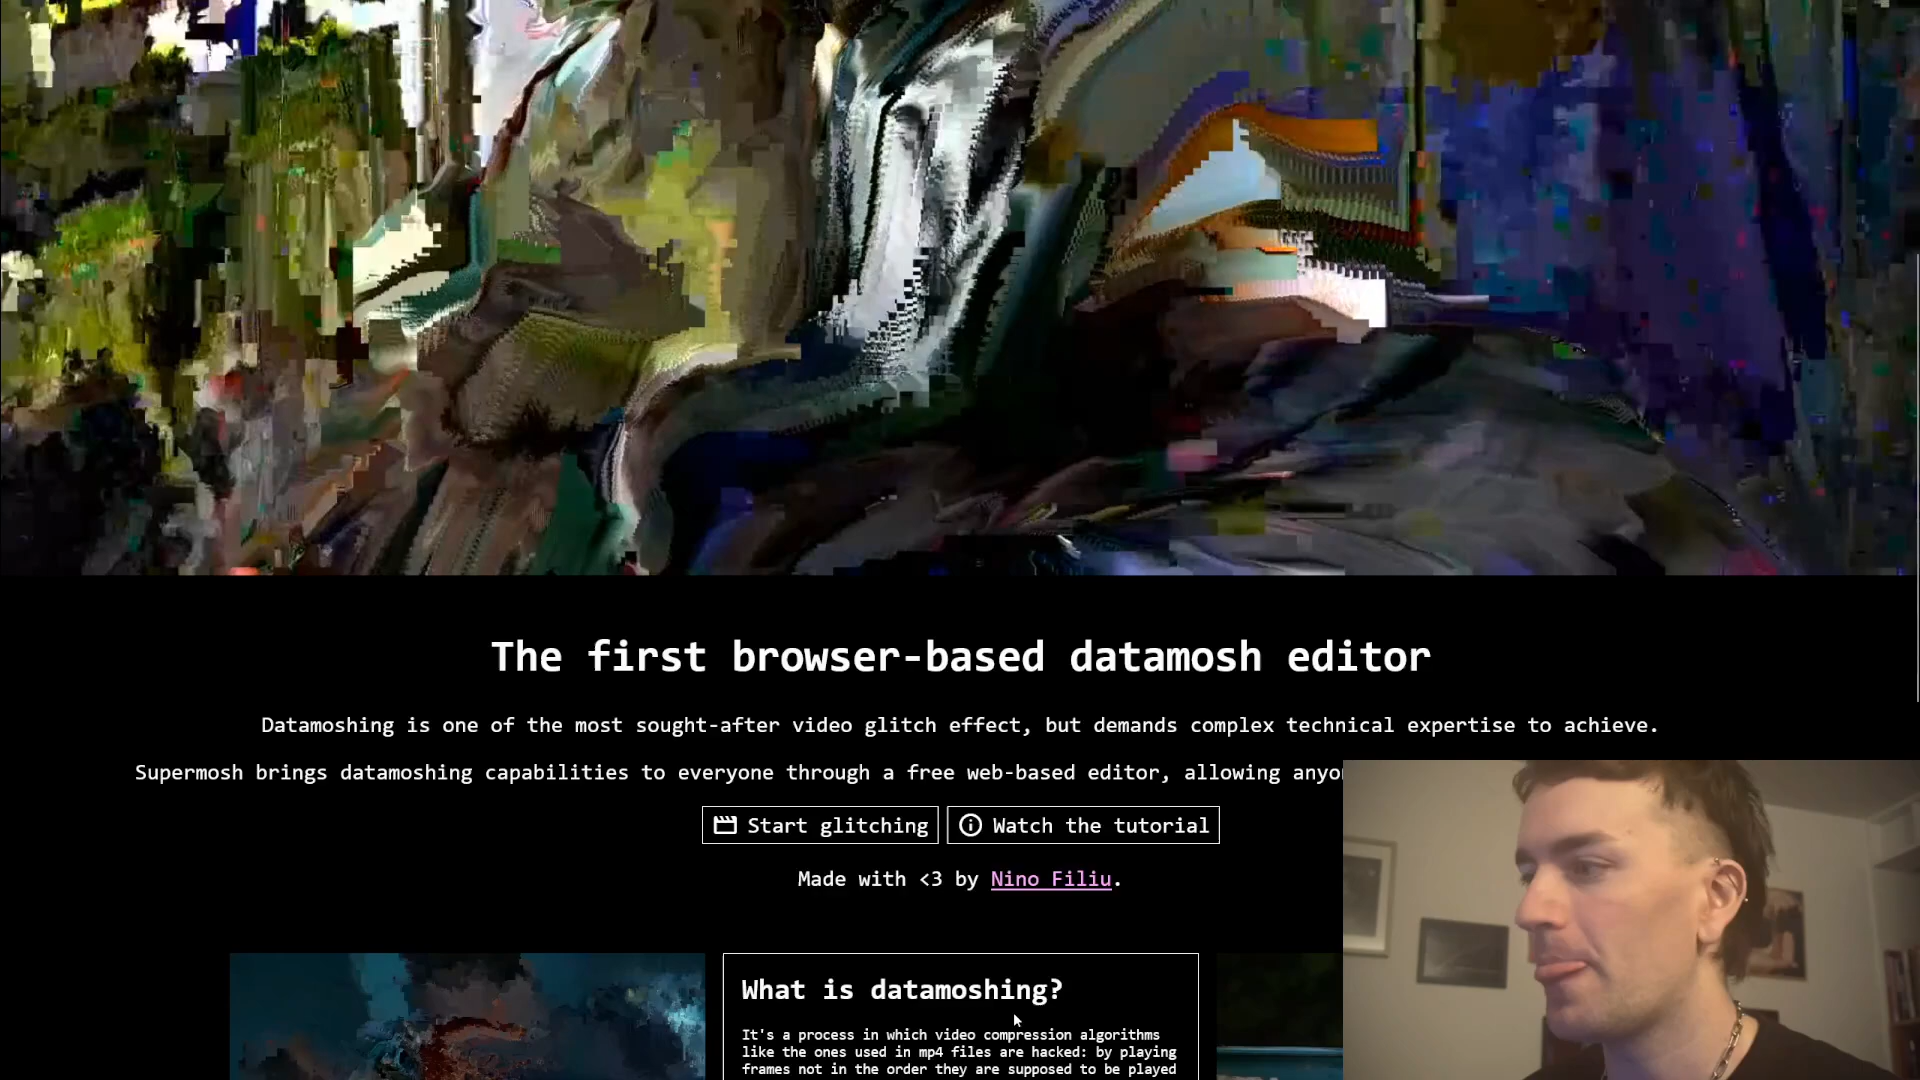 The first browser-based datamosh editor
Datamoshing is one of the most sought-after video glitch effect, but demands complex technical expertise to achieve.
Supermosh brings datamoshing capabilities to everyone through a free web-based editor, allowing
Start glitching
Watch the tutorial
Made with <3 by Nino Filiu.
What is datamoshing?
It's a process in which video compression algorithms
like the ones used in mp4 files are hacked: by playing
frames not in the order they are supposed to be played